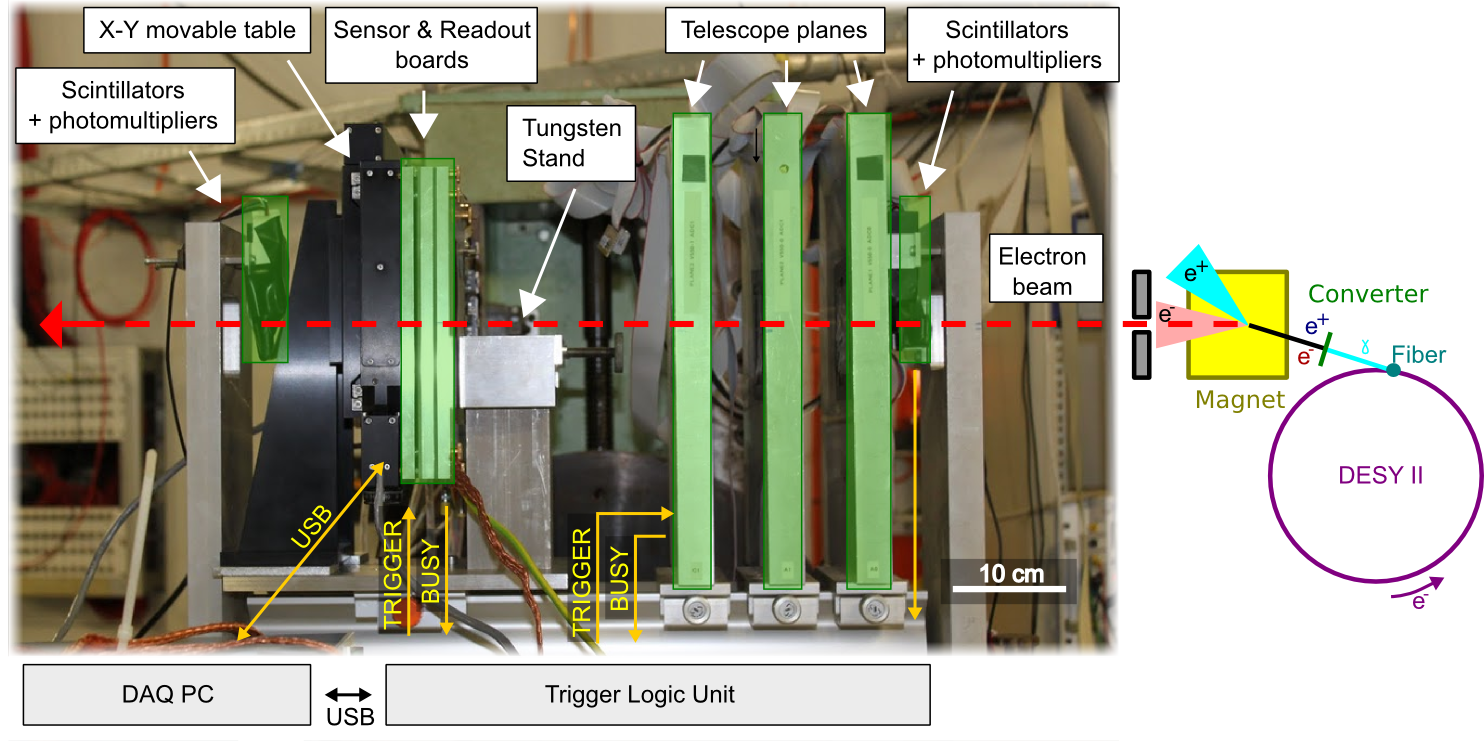 X-Y movable table
Sensor & Readout
boards
Telescope planes
Scintillators
+ photomultipliers
Scintillators
+ photomultipliers
Tungsten
Stand
Electron
beam
e+
e-
Converter
e+
e-
ɣ
Fiber
Magnet
DESY II
e-
USB
TRIGGER
BUSY
TRIGGER
BUSY
10 cm
DAQ PC
USB
Trigger Logic Unit